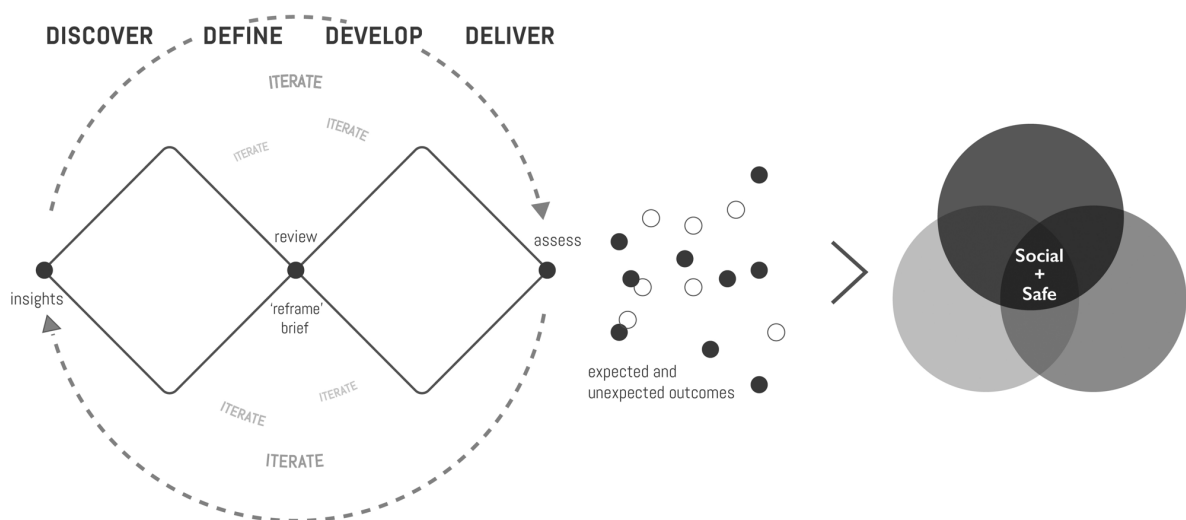 DISCOVER DEFINE DEVELOP DELIVER
ITERATE
ITERATE
ITERATE
review
assess
insights
'reframe'
brief
ITERATE
ITERATE
ITERATE
expected and
unexpected outcomes
Social
+
Safe